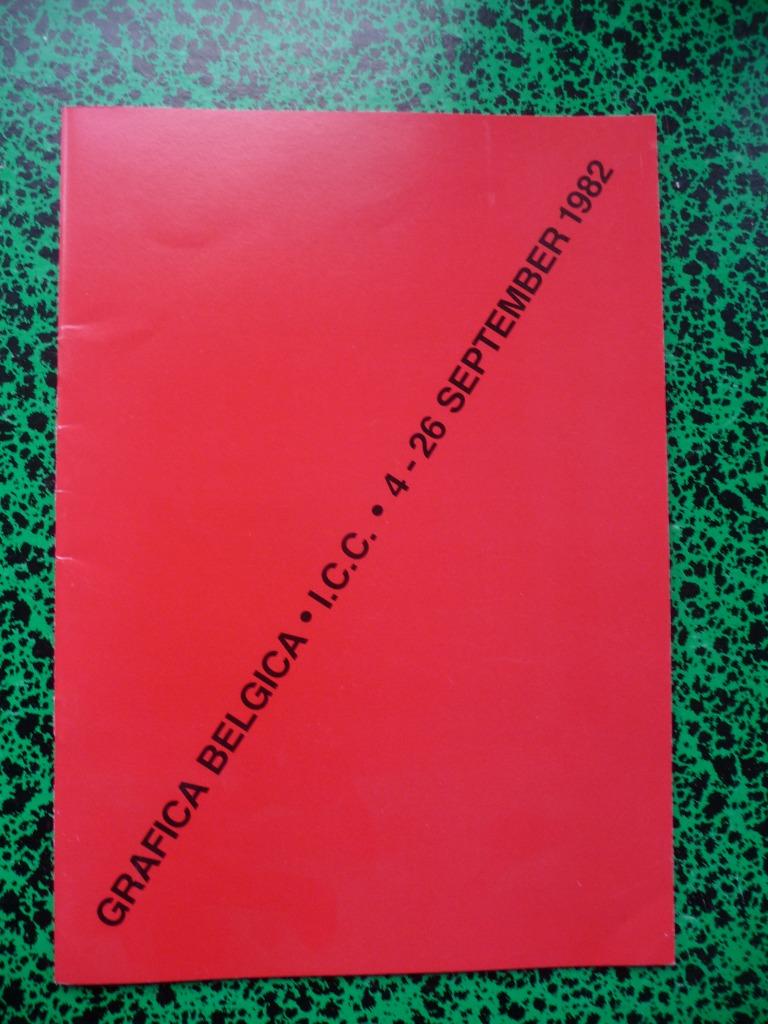 GRAFICA BELGICA • I.C.C. • 4 - 26 SEPTEMBER 1982